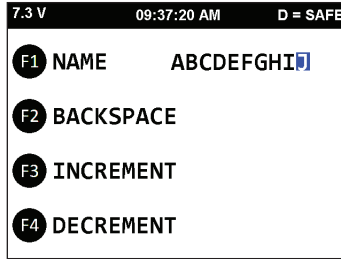 7.3 V 09:37:20 AM D = SAFE
F1 NAME ABCDEFGHIJ
F2 BACKSPACE
F3 INCREMENT
F4 DECREMENT